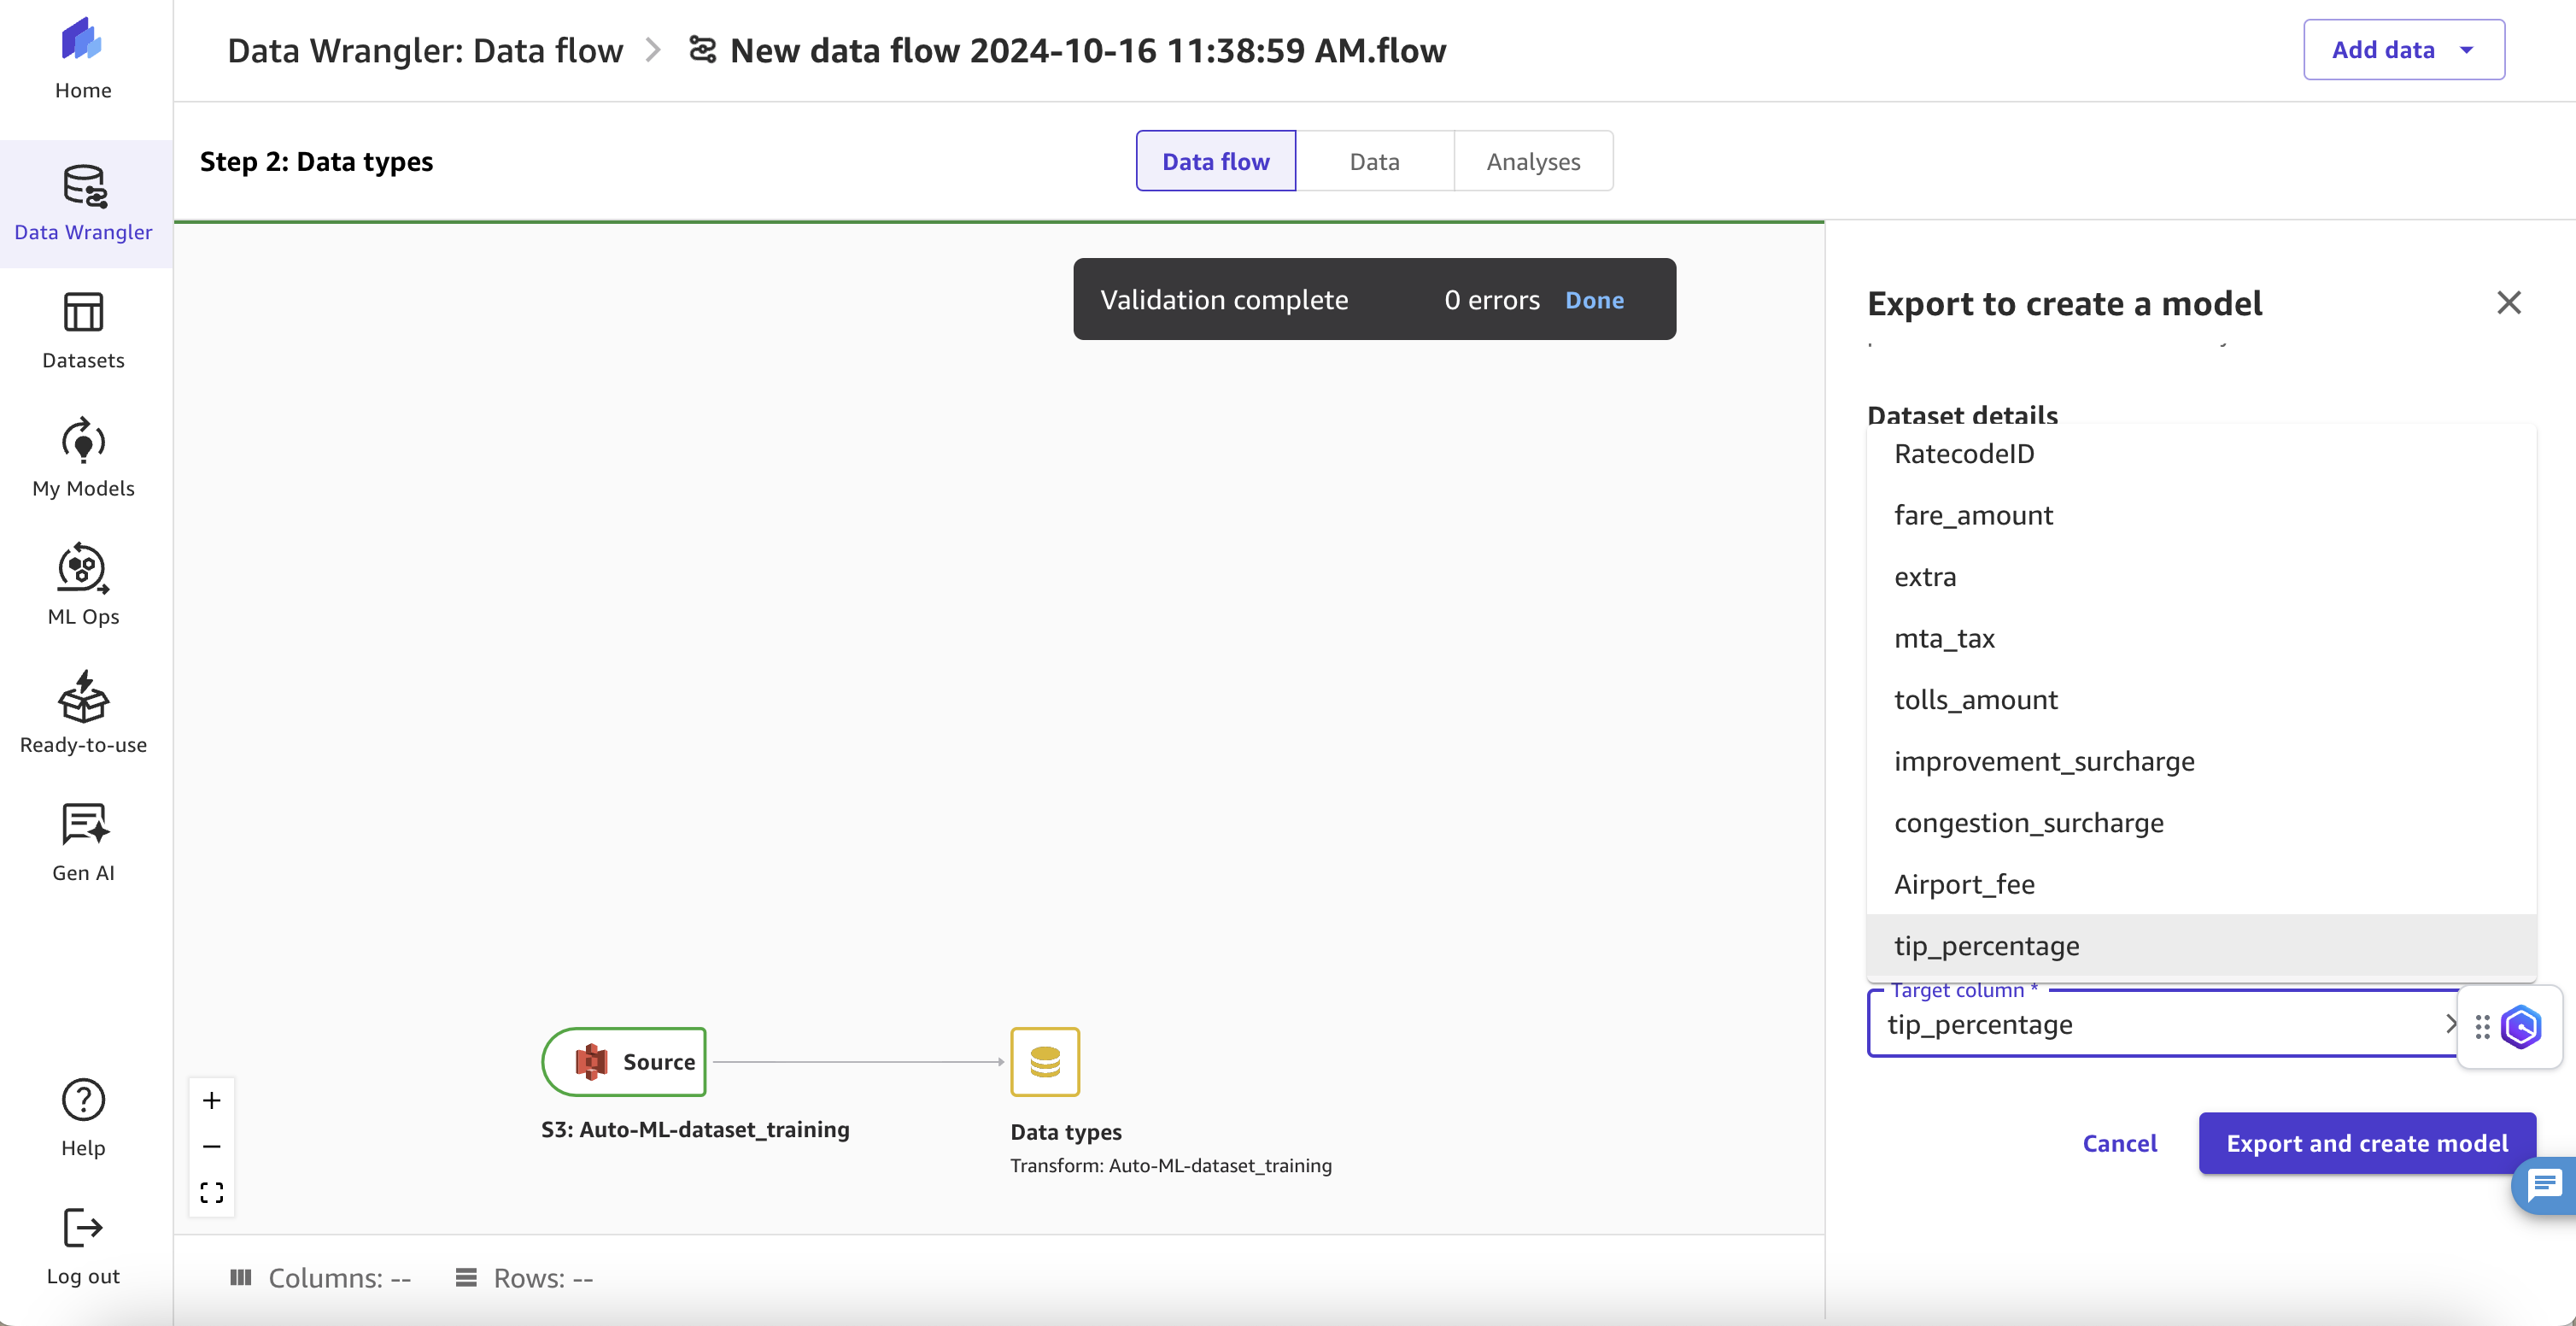 Home
Data Wrangler
Datasets
My Models
ML Ops
Ready-to-use
Gen AI
Help
Log out
Data Wrangler: Data flow
New data flow 2024-10-16 11:38:59 AM.flow
Add data
Step 2: Data types
Data flow
Data
Analyses
Validation complete 0 errors Done
Source
S3: Auto-ML-dataset_training
Data types
Transform: Auto-ML-dataset_training
Columns: --
Rows: --
Export to create a model
Dataset details
RatecodeID
fare_amount
extra
mta_tax
tolls_amount
improvement_surcharge
congestion_surcharge
Airport_fee
tip_percentage
Target column *
tip_percentage
Cancel
Export and create model